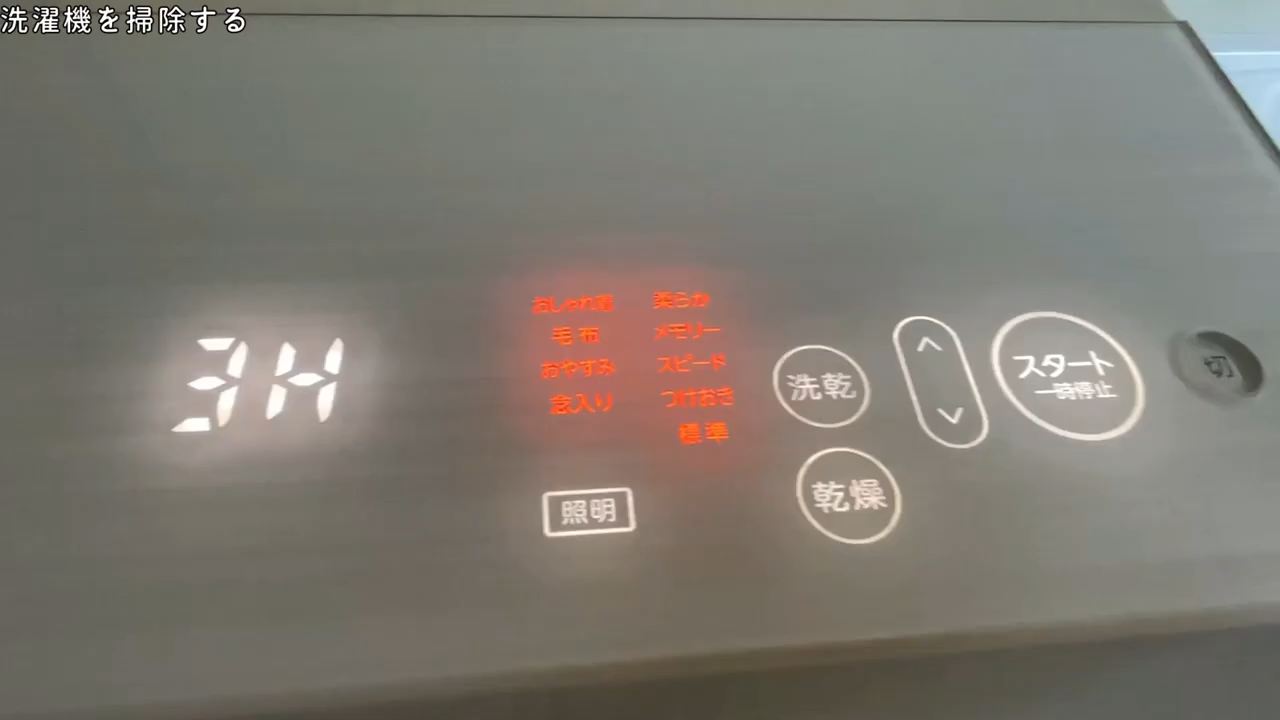 洗濯機を掃除する
3H
おしゃれ着 柔らか
毛布 メモリー
おやすみ スピード
念入り つけおき
標準
照明
洗乾
乾燥
スタート
一時停止
切